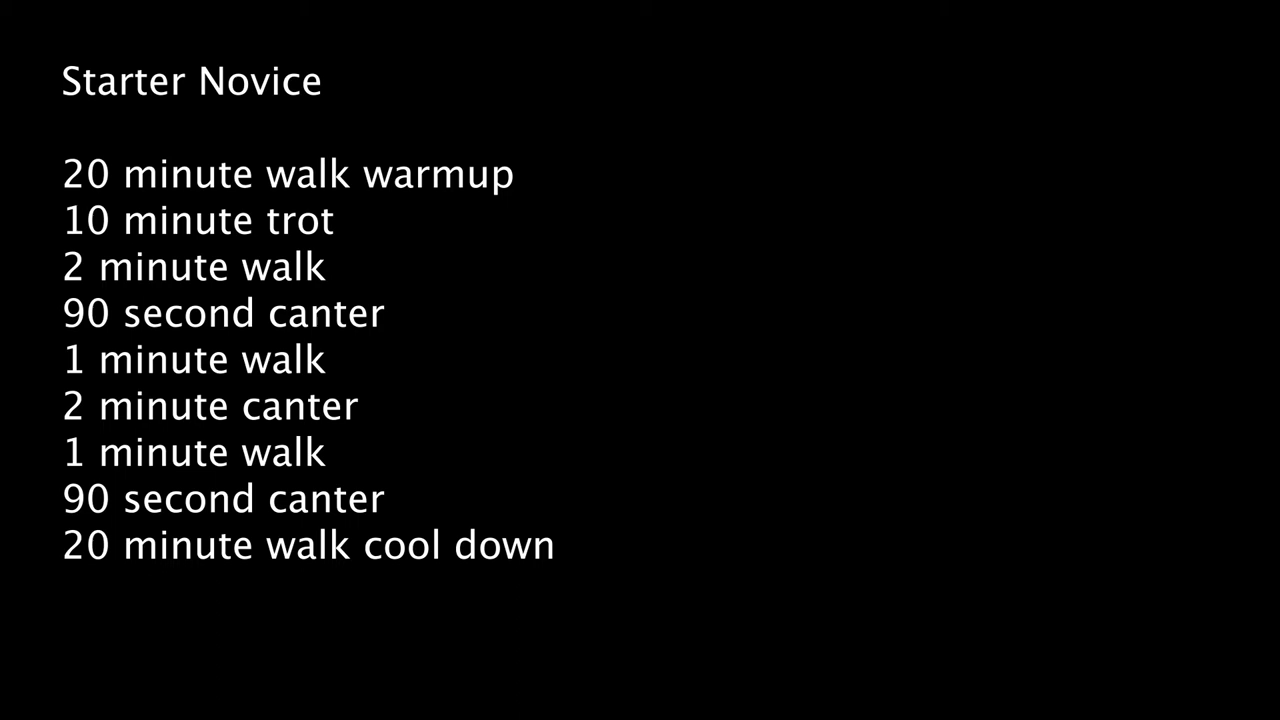 Starter Novice
20 minute walk warmup
10 minute trot
2 minute walk
90 second canter
1 minute walk
2 minute canter
1 minute walk
90 second canter
20 minute walk cool down